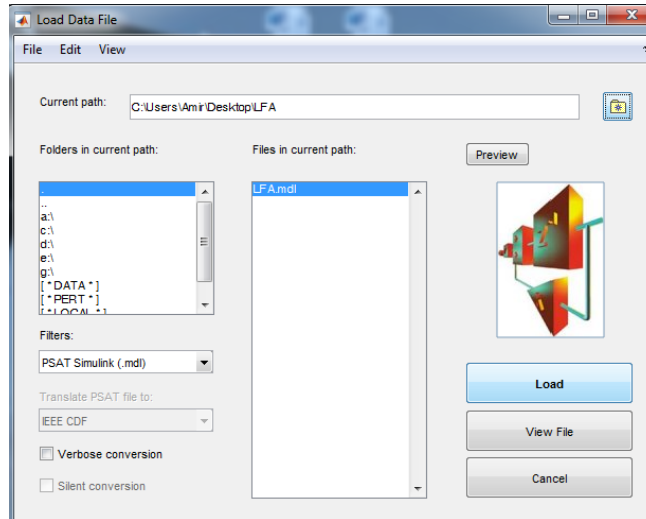 Load Data File
File Edit View
Current path: C:\Users\Amir\Desktop\LFA
Folders in current path:
Files in current path:
Preview
.
..
a:\
c:\
d:\
e:\
g:\
[ * DATA * ]
[ * PERT * ]
[ * LOCAL * ]
LFA.mdl
Filters:
PSAT Simulink (.mdl)
Translate PSAT file to:
IEEE CDF
Verbose conversion
Silent conversion
Load
View File
Cancel